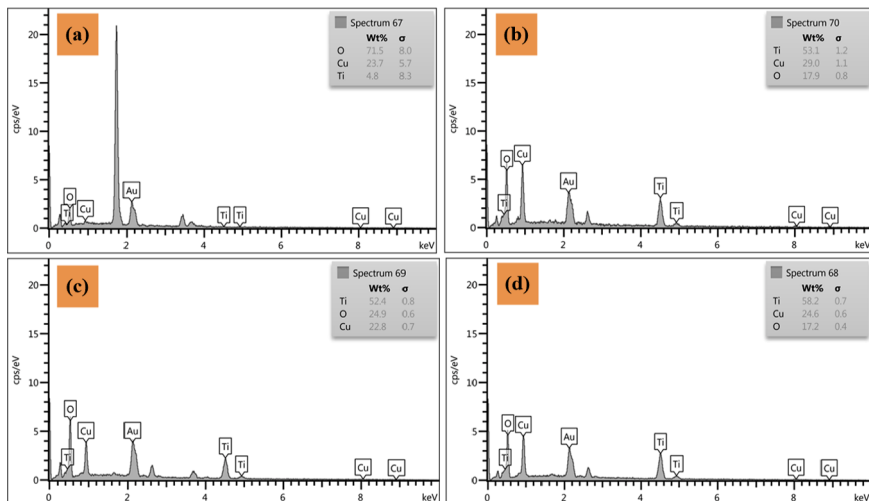 (a)
Spectrum 67
Wt% σ
O 71.5 8.0
Cu 23.7 5.7
Ti 4.8 8.3
cps/eV
20
15
10
5
0
Ti O Cu Au Ti Ti Cu Cu
0 2 4 6 8 keV
(b)
Spectrum 70
Wt% σ
Ti 53.1 1.2
Cu 29.0 1.1
O 17.9 0.8
cps/eV
20
15
10
5
0
Ti O Cu Au Ti Ti Cu Cu
0 2 4 6 8 keV
(c)
Spectrum 69
Wt% σ
Ti 52.4 0.8
O 24.9 0.6
Cu 22.8 0.7
cps/eV
20
15
10
5
0
Ti O Cu Au Ti Ti Cu Cu
0 2 4 6 8 keV
(d)
Spectrum 68
Wt% σ
Ti 58.2 0.7
Cu 24.6 0.6
O 17.2 0.4
cps/eV
20
15
10
5
0
Ti O Cu Au Ti Ti Cu Cu
0 2 4 6 8 keV